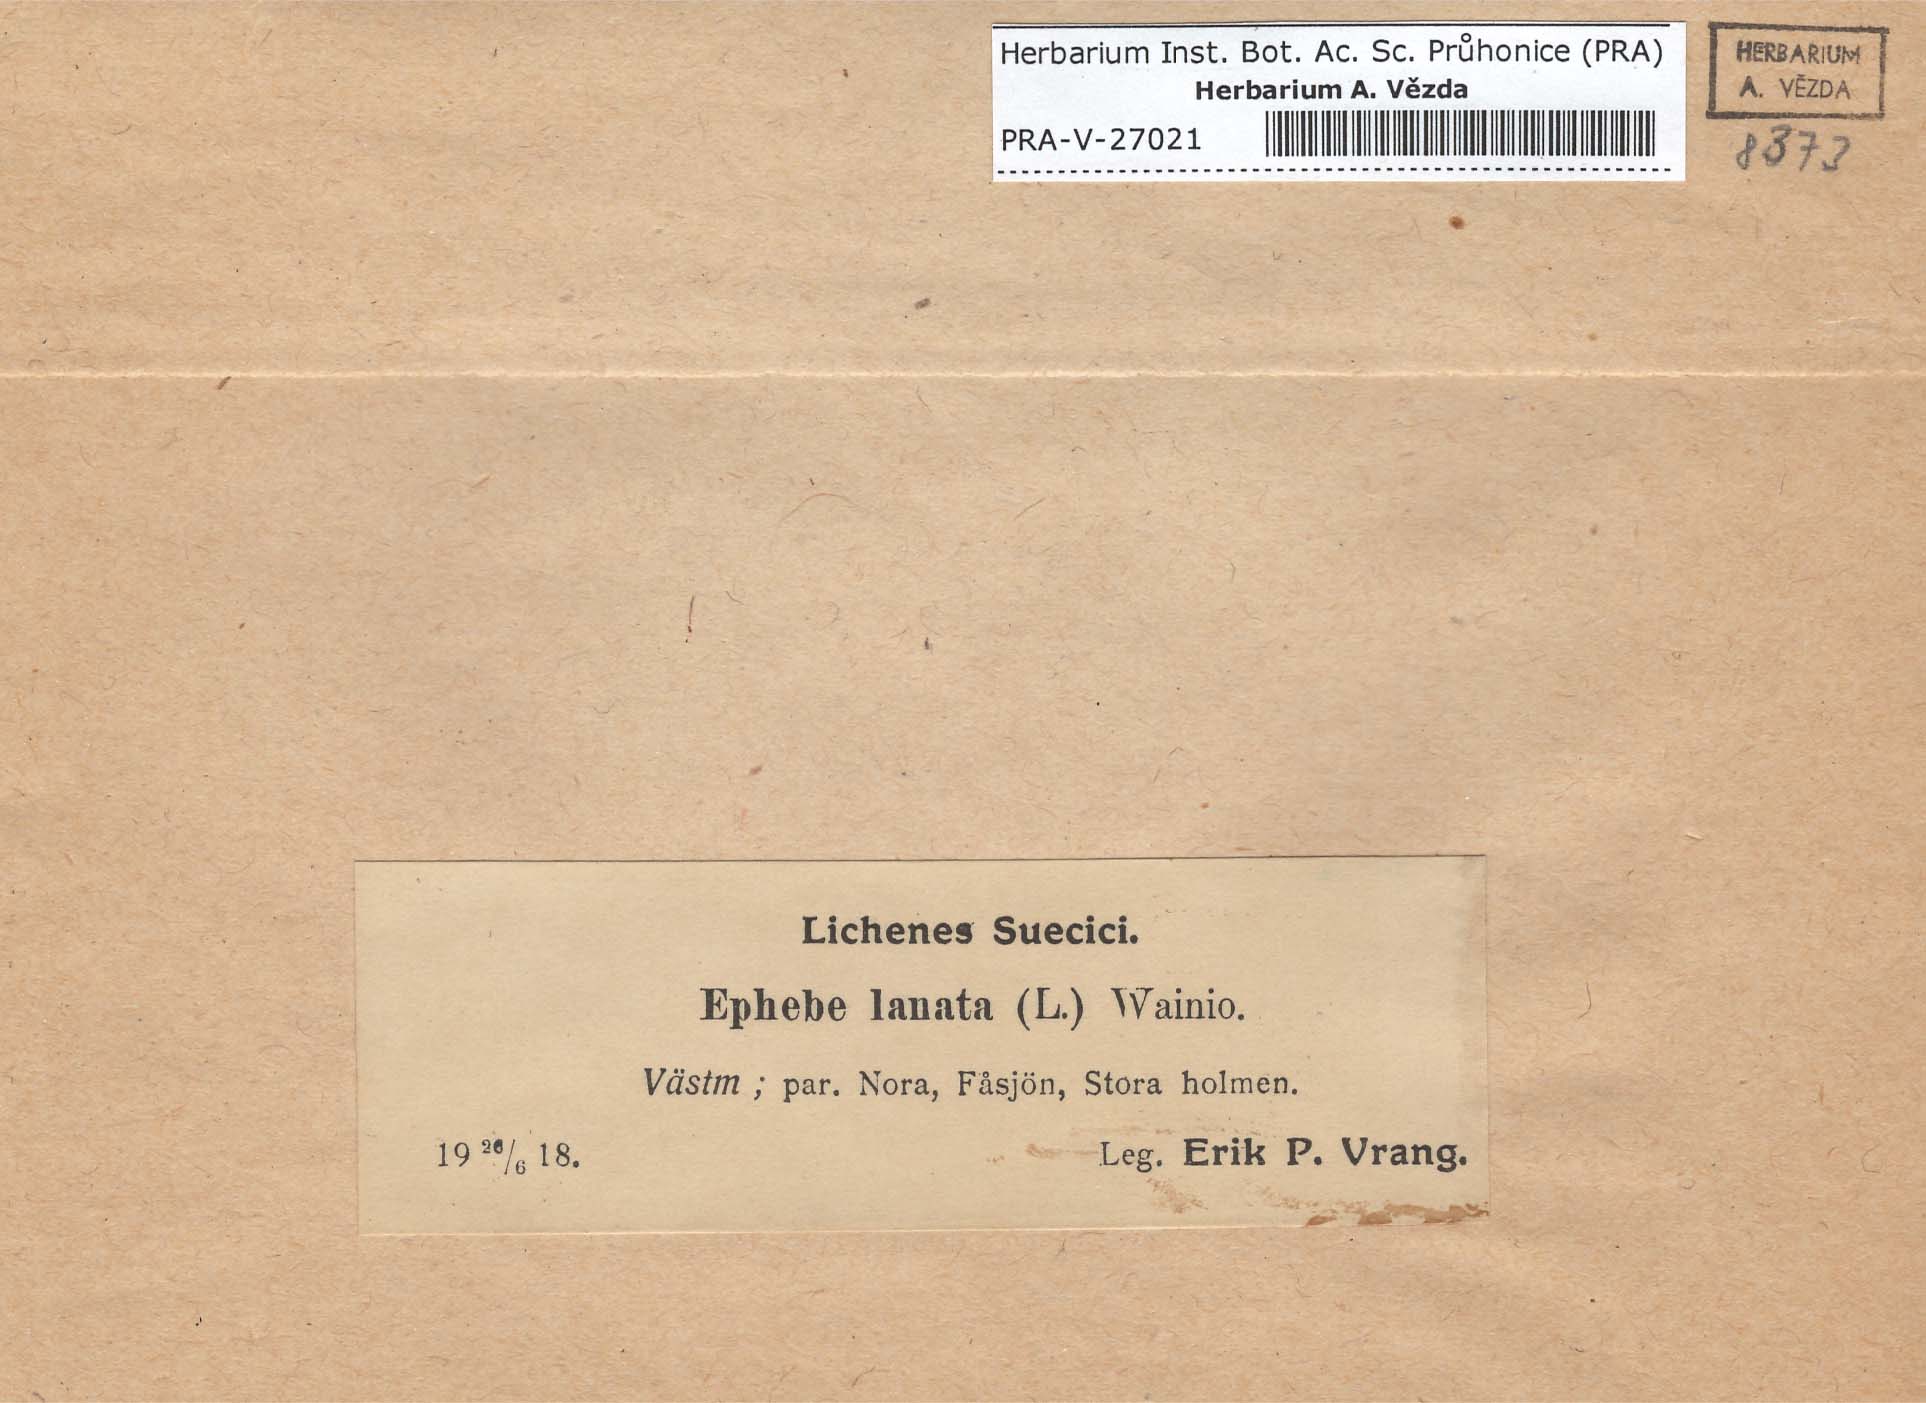 Herbarium Inst. Bot. Ac. Sc. Průhonice (PRA)
Herbarium A. Vězda
PRA-V-27021
HERBARIUM
A. VĚZDA
8373
Lichenes Suecici.
Ephebe lanata (L.) Wainio.
Västm ; par. Nora, Fåsjön, Stora holmen.
19 26/6 18.
Leg. Erik P. Vrang.